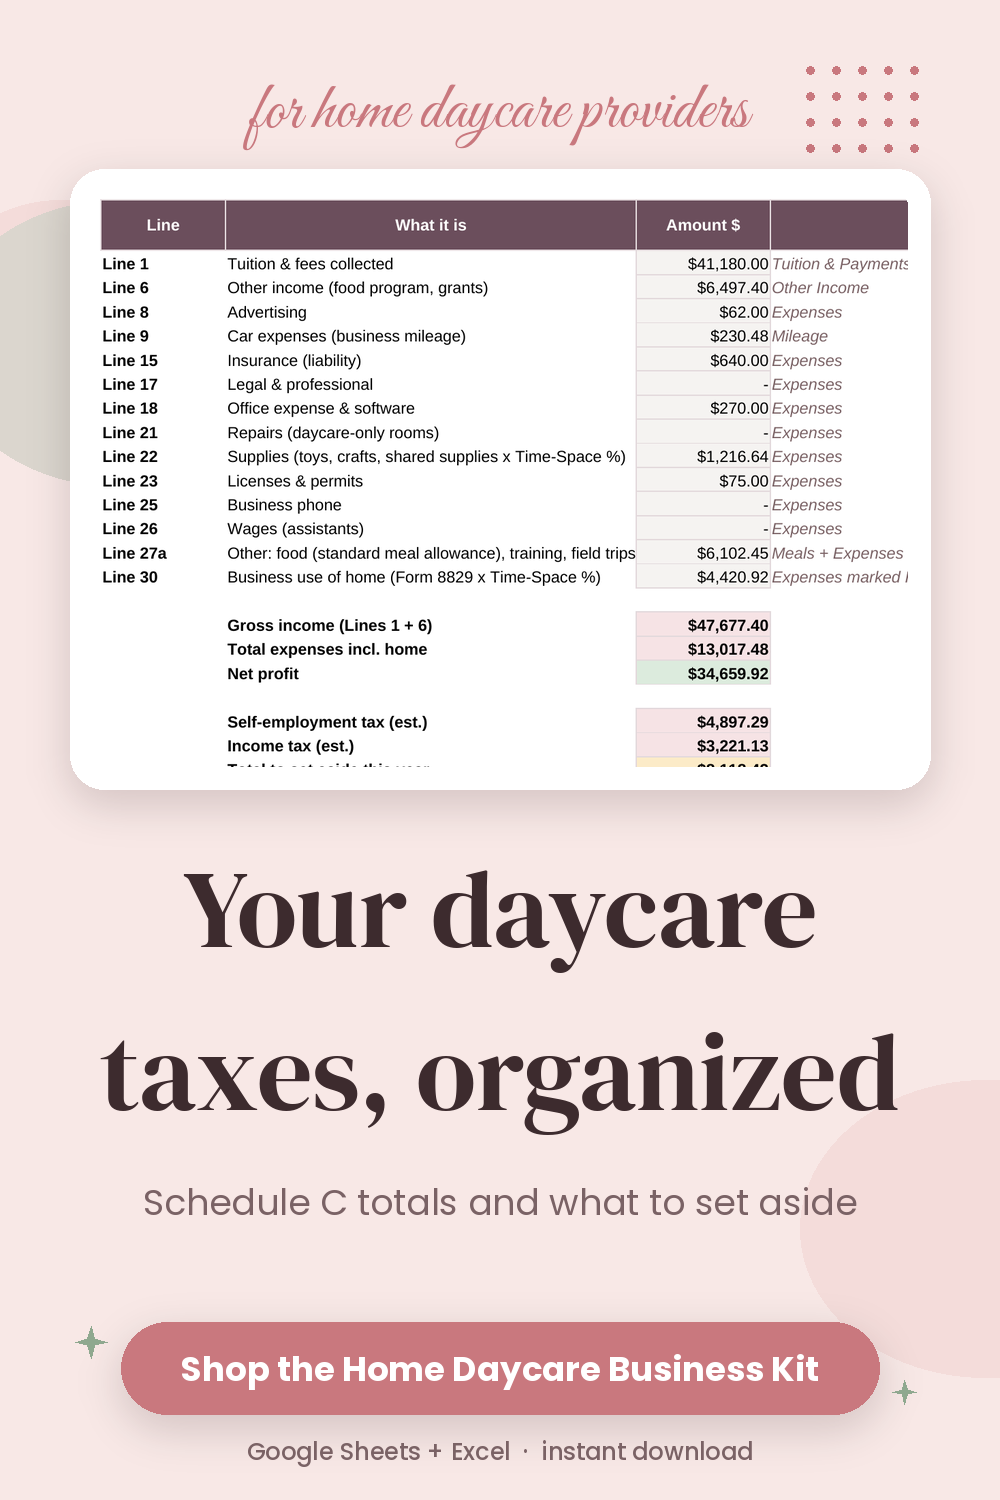 for home daycare providers
Line What it is Amount $
Line 1 Tuition & fees collected $41,180.00 Tuition & Payments
Line 6 Other income (food program, grants) $6,497.40 Other Income
Line 8 Advertising $62.00 Expenses
Line 9 Car expenses (business mileage) $230.48 Mileage
Line 15 Insurance (liability) $640.00 Expenses
Line 17 Legal & professional - Expenses
Line 18 Office expense & software $270.00 Expenses
Line 21 Repairs (daycare-only rooms) - Expenses
Line 22 Supplies (toys, crafts, shared supplies x Time-Space %) $1,216.64 Expenses
Line 23 Licenses & permits $75.00 Expenses
Line 25 Business phone - Expenses
Line 26 Wages (assistants) - Expenses
Line 27a Other: food (standard meal allowance), training, field trips $6,102.45 Meals + Expenses
Line 30 Business use of home (Form 8829 x Time-Space %) $4,420.92 Expenses marked
Gross income (Lines 1 + 6) $47,677.40
Total expenses incl. home $13,017.48
Net profit $34,659.92
Self-employment tax (est.) $4,897.29
Income tax (est.) $3,221.13
Your daycare
taxes, organized
Schedule C totals and what to set aside
Shop the Home Daycare Business Kit
Google Sheets + Excel · instant download